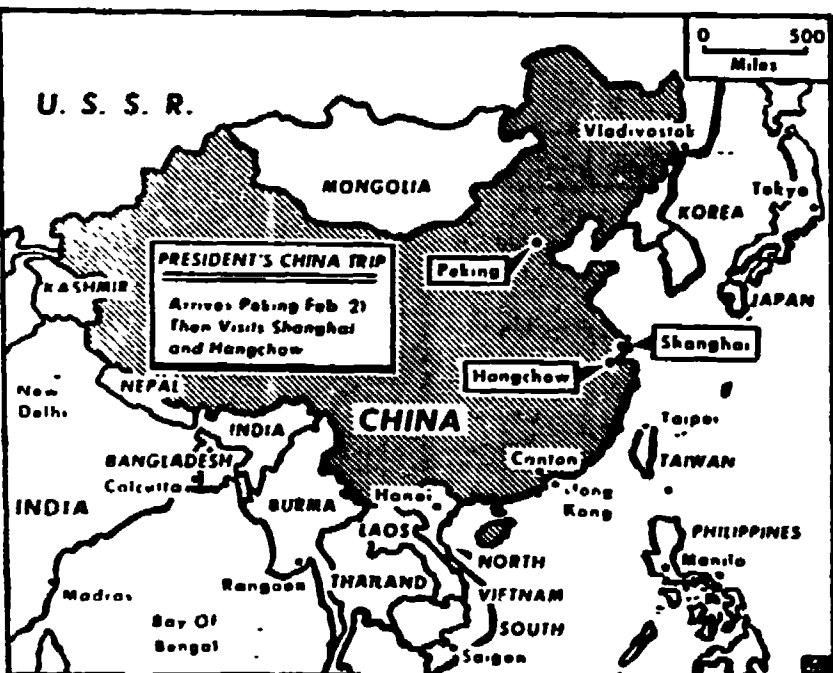 0 500
Miles
U. S. S. R.
Vladivostok
MONGOLIA
Tokyo
KOREA
PRESIDENT'S CHINA TRIP
Arrives Peking Feb 21
Then Visits Shanghai
and Hangchow
Peking
KASHMIR
JAPAN
Shanghai
Hangchow
New
Delhi
NEPAL
CHINA
INDIA
Taipei
TAIWAN
BANGLADESH
Calcutta
Canton
Hong
Kong
INDIA
BURMA
Hanoi
LAOS
PHILIPPINES
Manila
NORTH
VIETNAM
SOUTH
Rangoon
THAILAND
Madras
Bay Of
Bengal
Saigon